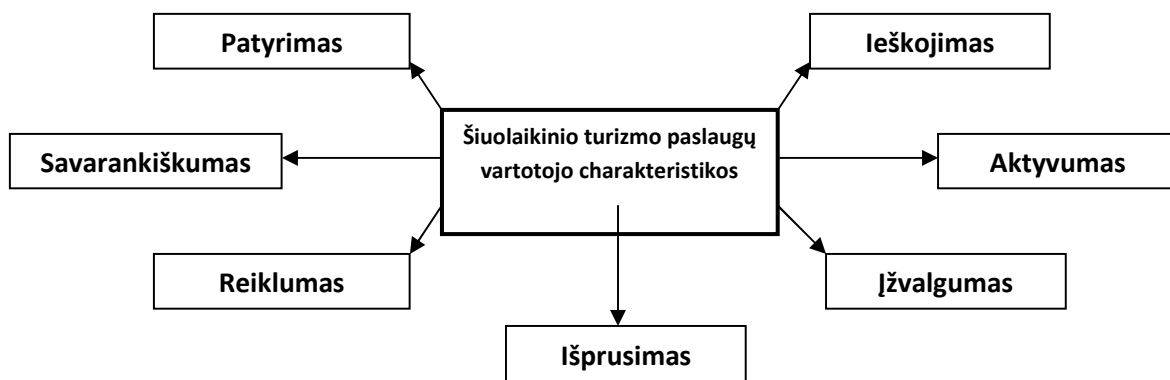 Patyrimas
Ieškojimas
Šiuolaikinio turizmo paslaugų
vartotojo charakteristikos
Savarankiškumas
Aktyvumas
Reiklumas
Įžvalgumas
Išprusimas